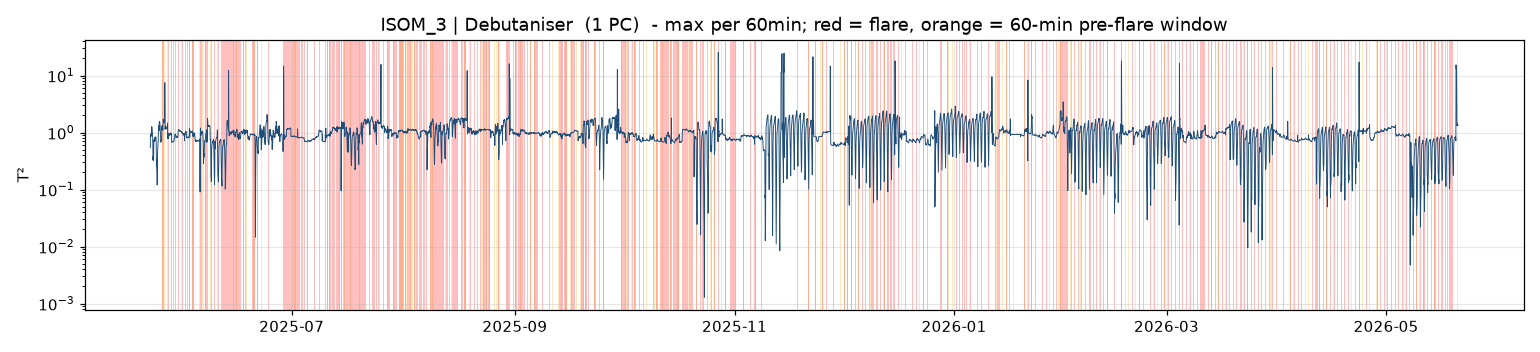 ISOM_3 | Debutaniser  (1 PC)  - max per 60min; red = flare, orange = 60-min pre-flare window
T²
10¹
10⁰
10⁻¹
10⁻²
10⁻³
2025-07 2025-09 2025-11 2026-01 2026-03 2026-05